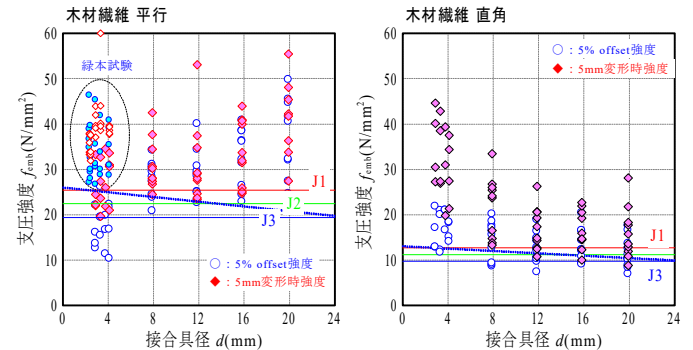 木材繊維 平行
支圧強度 femb(N/mm²)
60
50
40
30
20
10
0
緑本試験
J1
J2
J3
○ : 5% offset強度
◆ : 5mm変形時強度
0 4 8 12 16 20 24
接合具径 d(mm)
木材繊維 直角
支圧強度 femb(N/mm²)
60
50
40
30
20
10
0
○ : 5% offset強度
◆ : 5mm変形時強度
J1
J3
0 4 8 12 16 20 24
接合具径 d(mm)